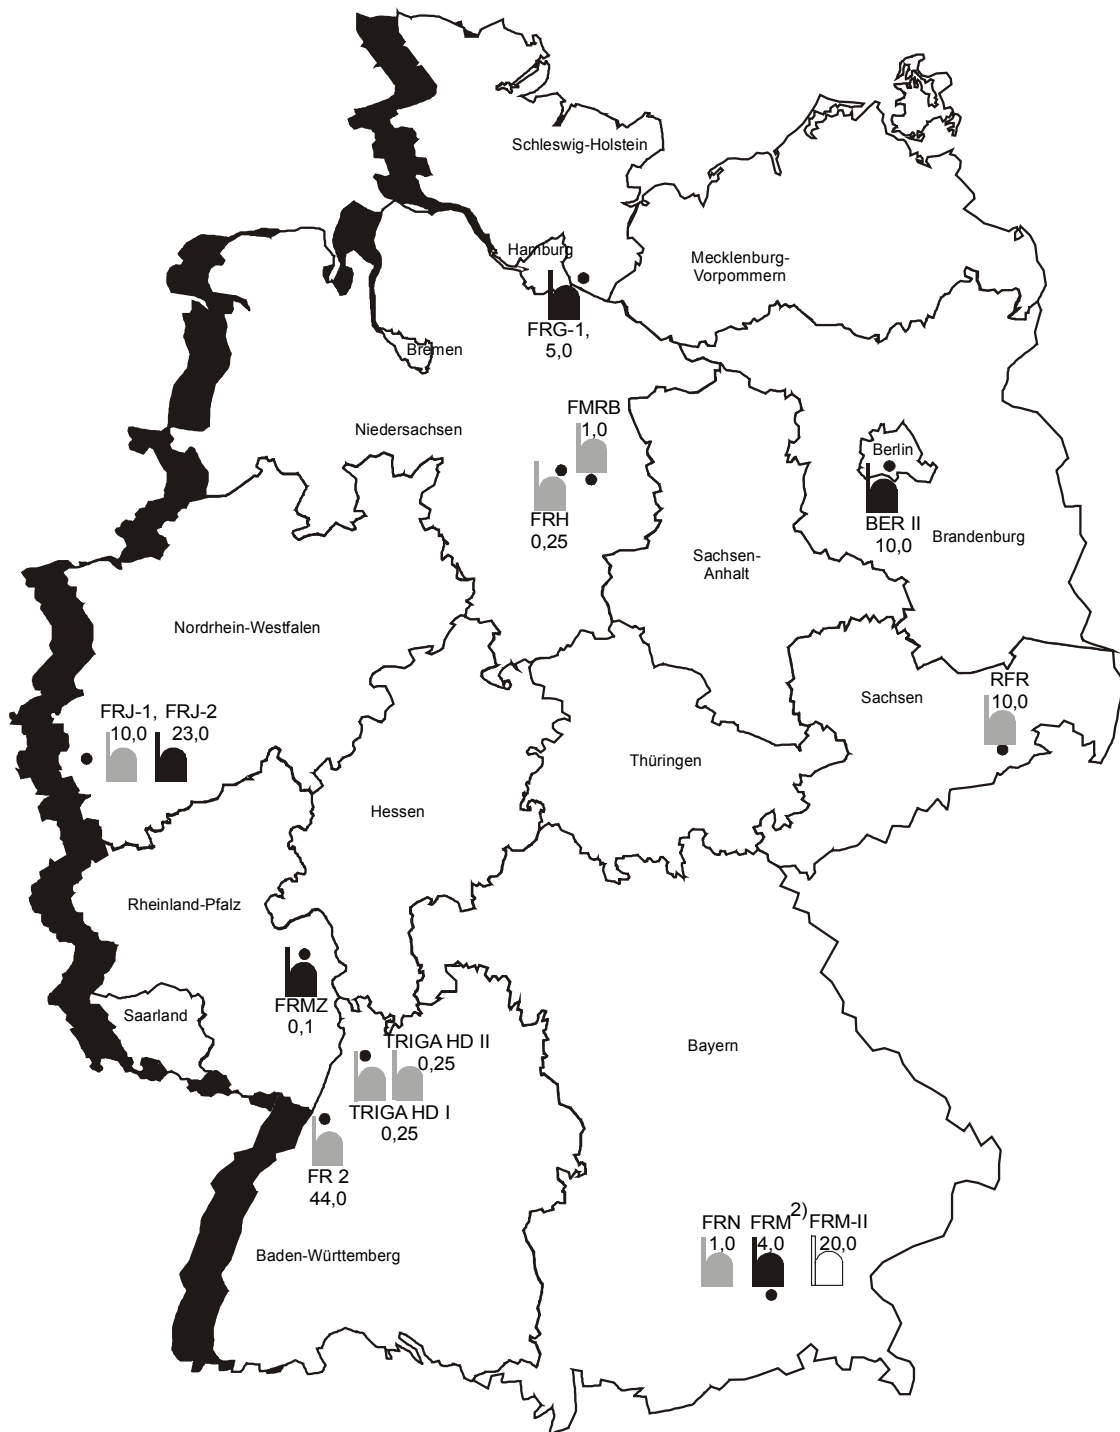 Schleswig-Holstein
Hamburg
Mecklenburg-
Vorpommern
FRG-1,
5,0
Bremen
FMRB
1,0
Niedersachsen
Berlin
FRH
0,25
BER II
10,0
Brandenburg
Sachsen-
Anhalt
Nordrhein-Westfalen
RFR
10,0
Sachsen
FRJ-1, FRJ-2
10,0 23,0
Thüringen
Hessen
Rheinland-Pfalz
FRMZ
0,1
Saarland
TRIGA HD II
0,25
Bayern
TRIGA HD I
0,25
FR 2
44,0
FRN FRM2) FRM-II
1,0 4,0 20,0
Baden-Württemberg